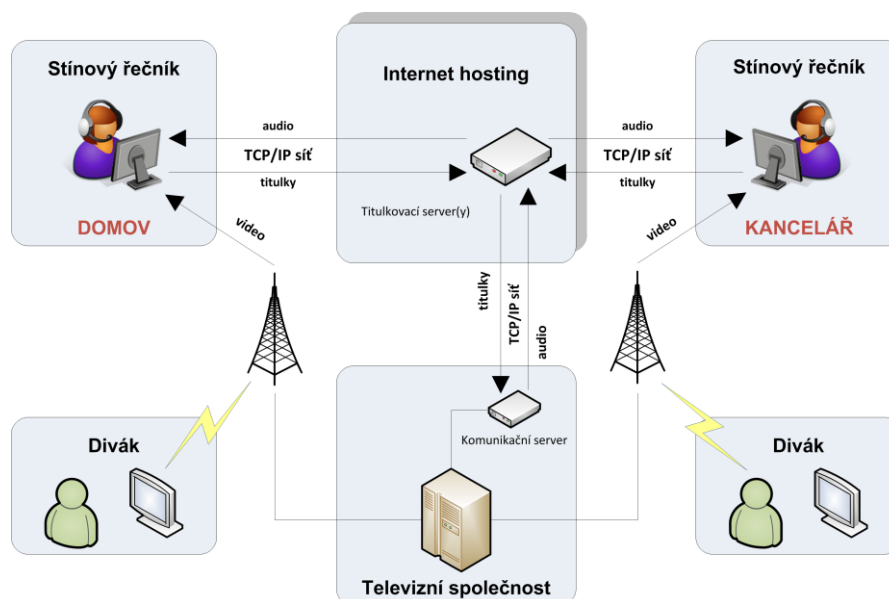 Stínový řečník
Internet hosting
Stínový řečník
audio
TCP/IP síť
titulky
audio
TCP/IP síť
titulky
Titulkovací server(y)
DOMOV
KANCELÁŘ
video
video
titulky
TCP/IP síť
audio
Komunikační server
Divák
Divák
Televizní společnost